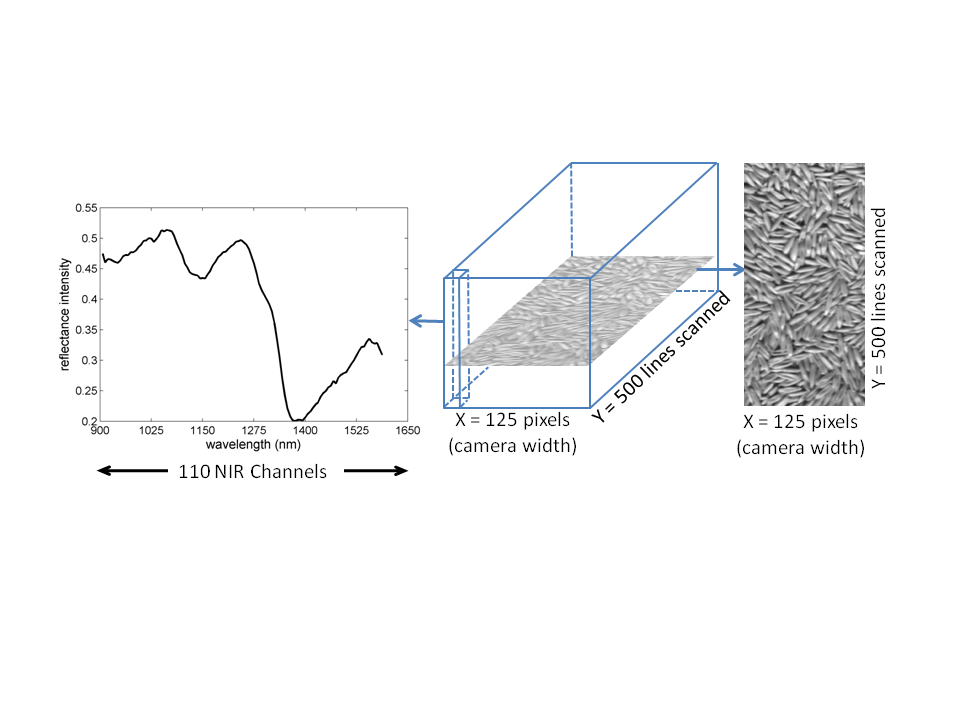 0.55
0.5
0.45
0.4
0.35
0.3
0.25
0.2
reflectance intensity
900 1025 1150 1275 1400 1525 1650
wavelength (nm)
110 NIR Channels
X = 125 pixels
(camera width)
Y = 500 lines scanned
X = 125 pixels
(camera width)
Y = 500 lines scanned